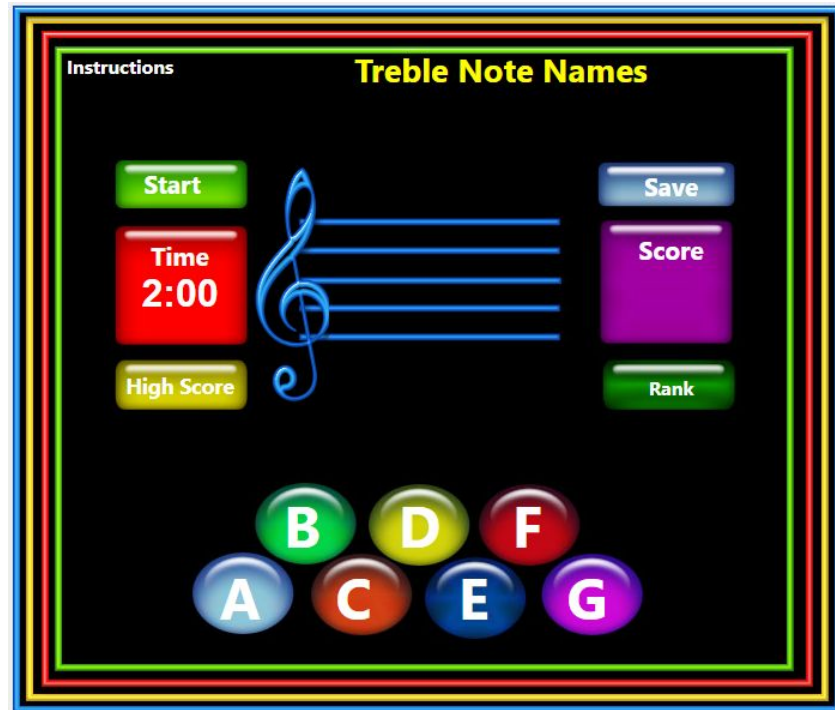 Instructions
Treble Note Names
Start
Save
Time
2:00
Score
High Score
Rank
B D F
A C E G